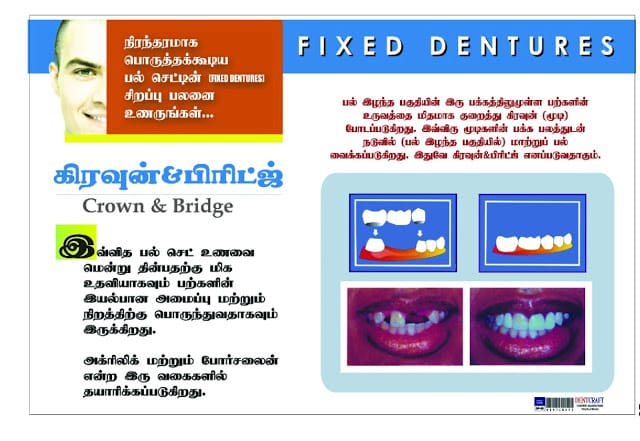 நிரந்தரமாக
பொருத்தக்கூடிய
பல் செட்டின் (FIXED DENTURES)
சிறப்பு பலனை
உணருங்கள்...
FIXED DENTURES
கிரவுன்&பிரிட்ஜ்
Crown & Bridge
இவ்வித பல் செட் உணவை
மென்று தின்பதற்கு மிக
உதவியாகவும் பற்களின்
இயல்பான அமைப்பு மற்றும்
நிறத்திற்கு பொருந்துவதாகவும்
இருக்கிறது.
அக்ரிலிக் மற்றும் போர்சலைன்
என்ற இரு வகைகளில்
தயாரிக்கப்படுகிறது.
பல் இழந்த பகுதியின் இரு பக்கத்திலுமுள்ள பற்களின்
உருவத்தை மிதமாக குறைத்து கிரவுன் (மூடி)
போடப்படுகிறது. இவ்விரு மூடிகளின் பக்க பலத்துடன்
நடுவில் (பல் இழந்த பகுதியில்) மாற்றுப் பல்
வைக்கப்படுகிறது. இதுவே கிரவுன்&பிரிட்ஜ் எனப்படுவதாகும்.
DENTCRAFT